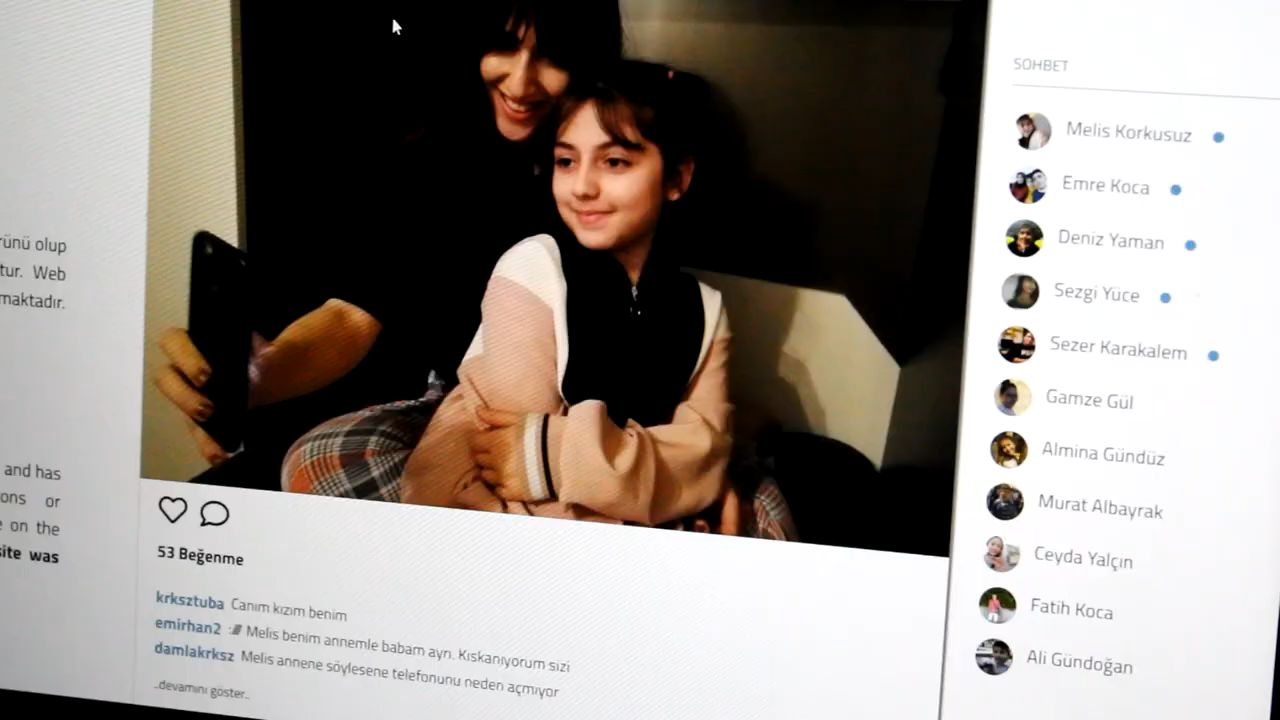 rünü olup
tur. Web
maktadır.
and has
ons or
e on the
site was
53 Beğenme
krksztuba Canım kızım benim
emirhan2 :// Melis benim annemle babam ayrı. Kıskanıyorum sizi
damlakrksz Melis annene söylesene telefonunu neden açmıyor
..devamını göster..
SOHBET
Melis Korkusuz
Emre Koca
Deniz Yaman
Sezgi Yüce
Sezer Karakalem
Gamze Gül
Almina Gündüz
Murat Albayrak
Ceyda Yalçın
Fatih Koca
Ali Gündoğan